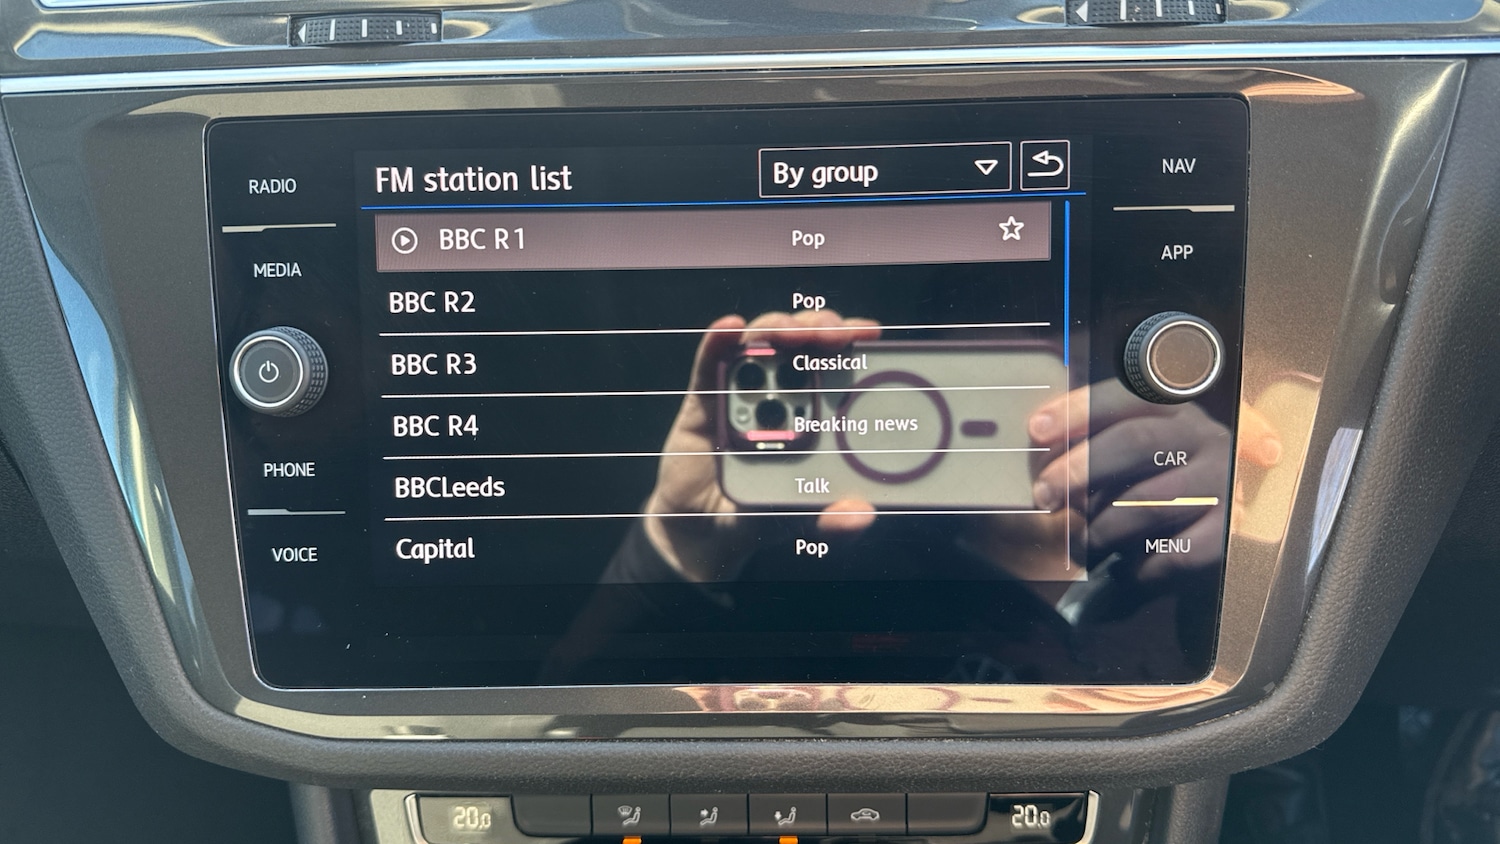 RADIO
MEDIA
PHONE
VOICE
FM station list
By group
BBC R1 Pop
BBC R2 Pop
BBC R3 Classical
BBC R4 Breaking news
BBCLeeds Talk
Capital Pop
NAV
APP
CAR
MENU
20.0
20.0